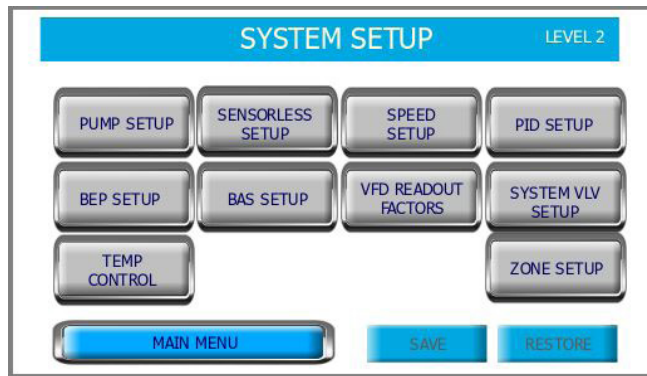 SYSTEM SETUP
LEVEL 2
PUMP SETUP
SENSORLESS
SETUP
SPEED
SETUP
PID SETUP
BEP SETUP
BAS SETUP
VFD READOUT
FACTORS
SYSTEM VLV
SETUP
TEMP
CONTROL
ZONE SETUP
MAIN MENU
SAVE
RESTORE